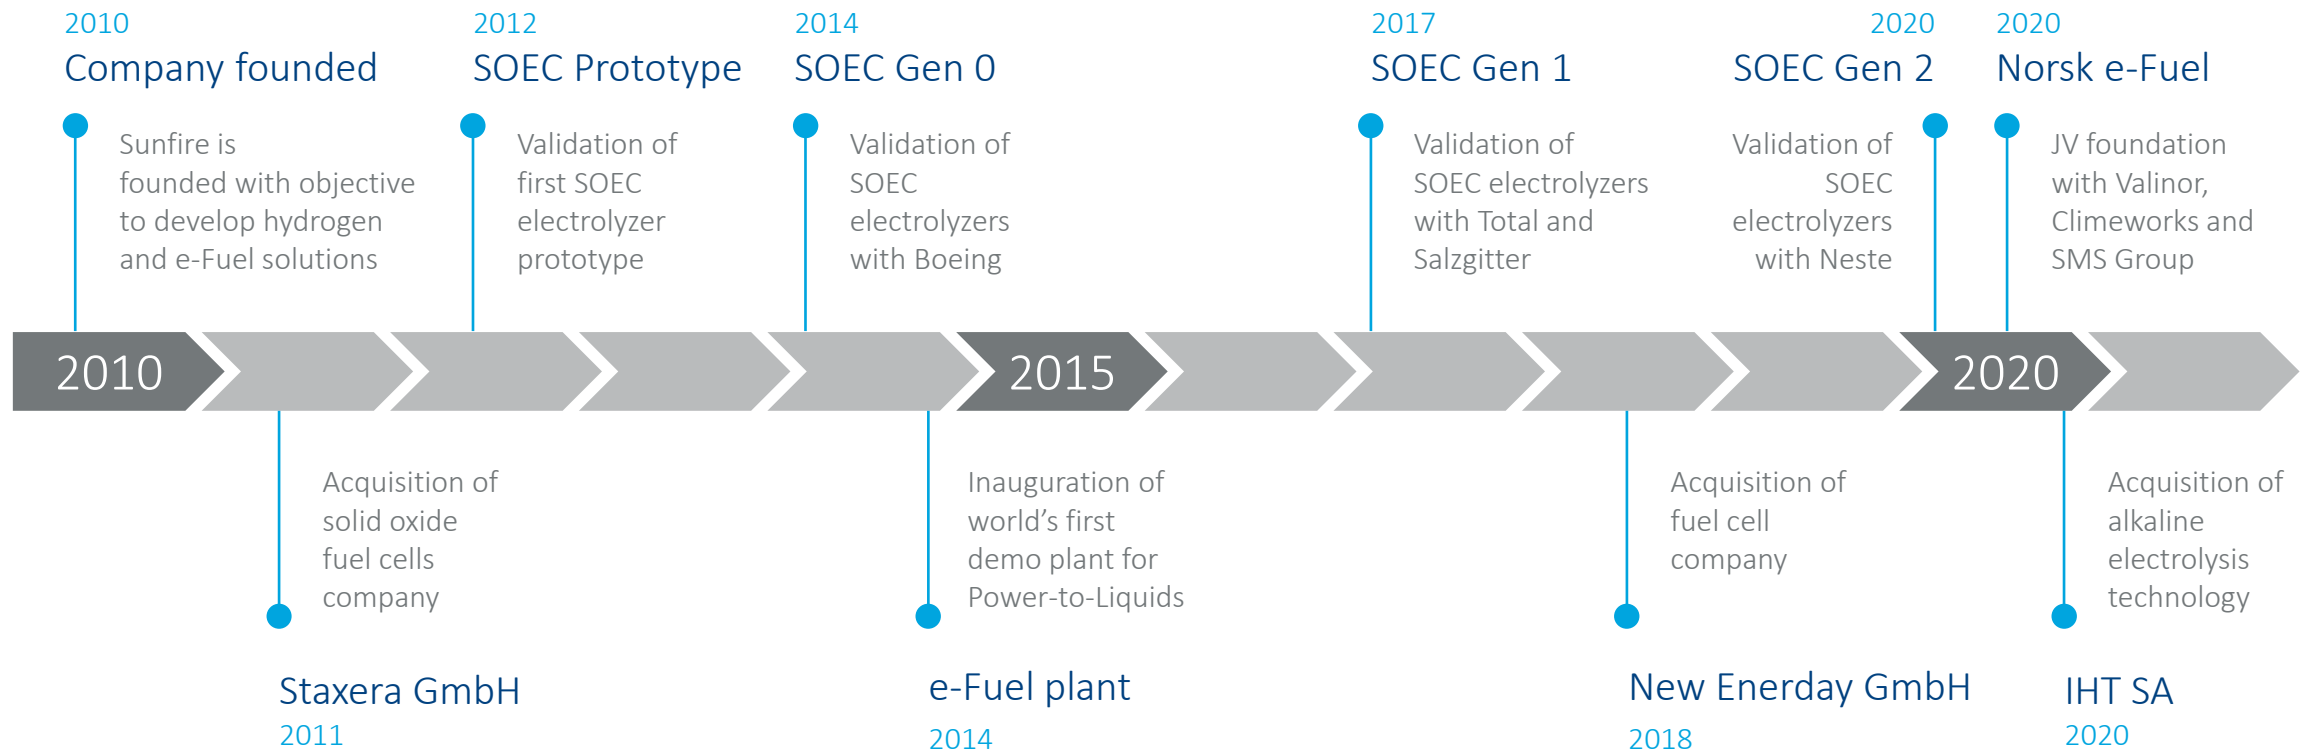 2010
Company founded
Sunfire is
founded with objective
to develop hydrogen
and e-Fuel solutions
2012
SOEC Prototype
Validation of
first SOEC
electrolyzer
prototype
2014
SOEC Gen 0
Validation of
SOEC
electrolyzers
with Boeing
2017
SOEC Gen 1
Validation of
SOEC electrolyzers
with Total and
Salzgitter
2020
SOEC Gen 2
Validation of
SOEC
electrolyzers
with Neste
2020
Norsk e-Fuel
JV foundation
with Valinor,
Climeworks and
SMS Group
2010
2015
2020
Acquisition of
solid oxide
fuel cells
company
Staxera GmbH
2011
Inauguration of
world’s first
demo plant for
Power-to-Liquids
e-Fuel plant
2014
Acquisition of
fuel cell
company
New Enerday GmbH
2018
Acquisition of
alkaline
electrolysis
technology
IHT SA
2020